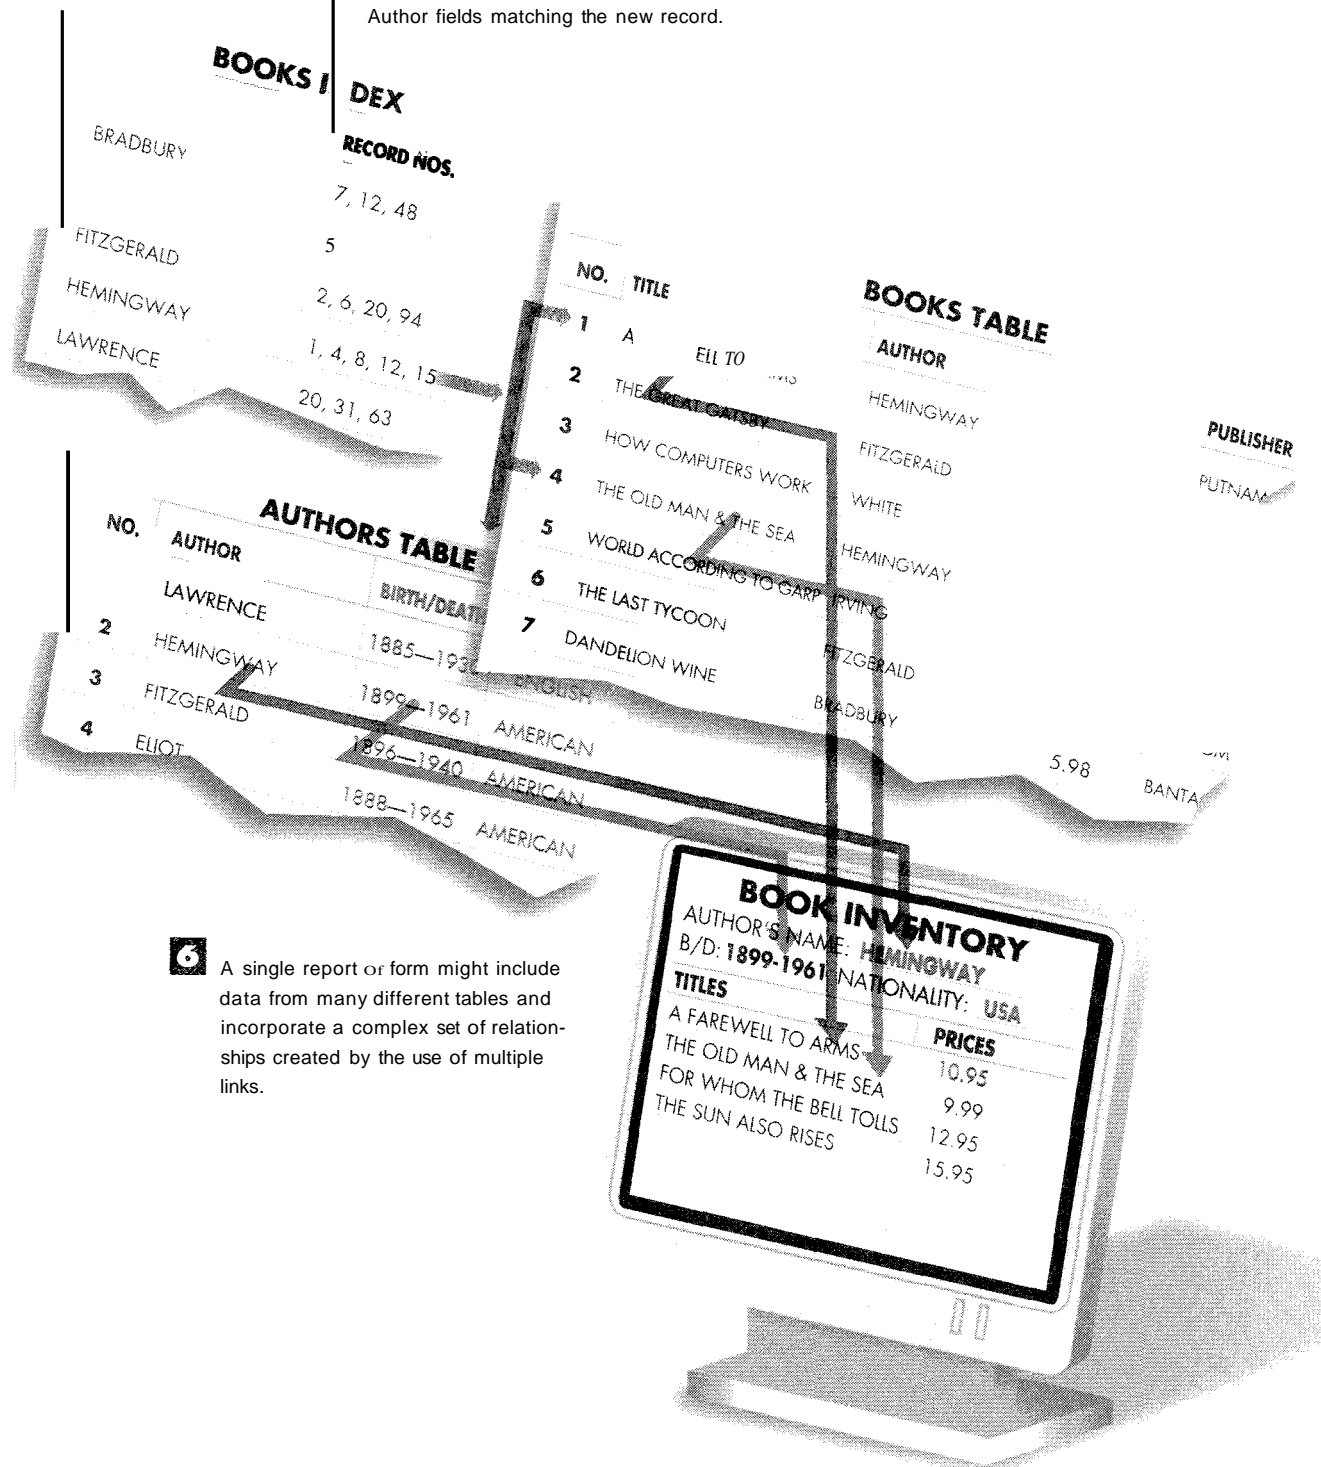 Author fields matching the new record.
BOOKS I DEX
RECORD NOS.
BRADBURY 7, 12, 48
FITZGERALD 5
HEMINGWAY 2, 6, 20, 94
LAWRENCE 1, 4, 8, 12, 15
20, 31, 63
BOOKS TABLE
NO. TITLE AUTHOR PUBLISHER
1 A ELL TO HEMINGWAY PUTNAM
2 THE GREAT GATSBY FITZGERALD
3 HOW COMPUTERS WORK WHITE
4 THE OLD MAN & THE SEA HEMINGWAY
5 WORLD ACCORDING TO GARP IRVING
6 THE LAST TYCOON FITZGERALD
7 DANDELION WINE BRADBURY
5.98 BANTA
AUTHORS TABLE
NO. AUTHOR BIRTH/DEATH
LAWRENCE 1885—193 ENGLISH
2 HEMINGWAY 1899—1961 AMERICAN
3 FITZGERALD 1896—1940 AMERICAN
4 ELIOT 1888—1965 AMERICAN
BOOK INVENTORY
AUTHOR'S NAME: HEMINGWAY
B/D: 1899-1961 NATIONALITY: USA
TITLES PRICES
A FAREWELL TO ARMS 10.95
THE OLD MAN & THE SEA 9.99
FOR WHOM THE BELL TOLLS 12.95
THE SUN ALSO RISES 15.95
6 A single report or form might include
data from many different tables and
incorporate a complex set of relation-
ships created by the use of multiple
links.